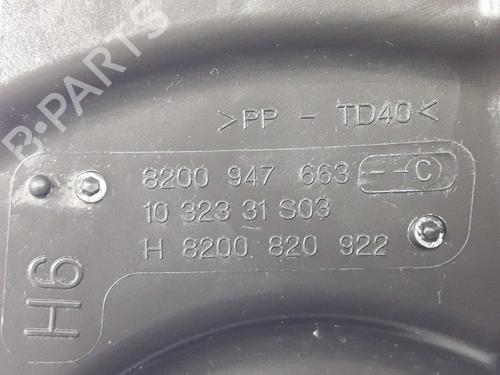 B-PARTS
>PP - TD40<
8200 947 663 --C
10 323 31 S03
H 8200 820 922
H6